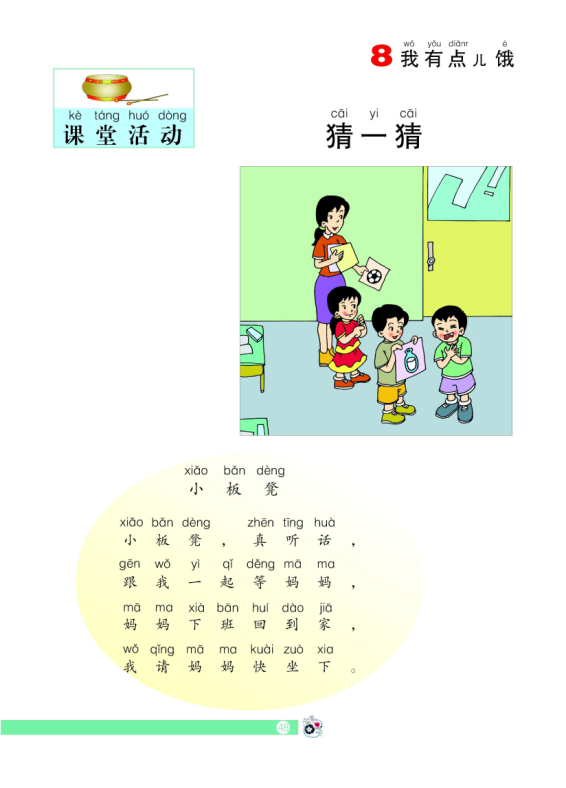 wǒ yǒu diǎnr è
8 我有点儿饿
kè táng huó dòng
课堂活动
cāi yi cāi
猜一猜
xiǎo bǎn dèng
小板凳
xiǎo bǎn dèng zhēn tīng huà
小板凳，真听话，
gēn wǒ yì qǐ děng mā ma
跟我一起等妈妈，
mā ma xià bān huí dào jiā
妈妈下班回到家，
wǒ qǐng mā ma kuài zuò xia
我请妈妈快坐下。
49